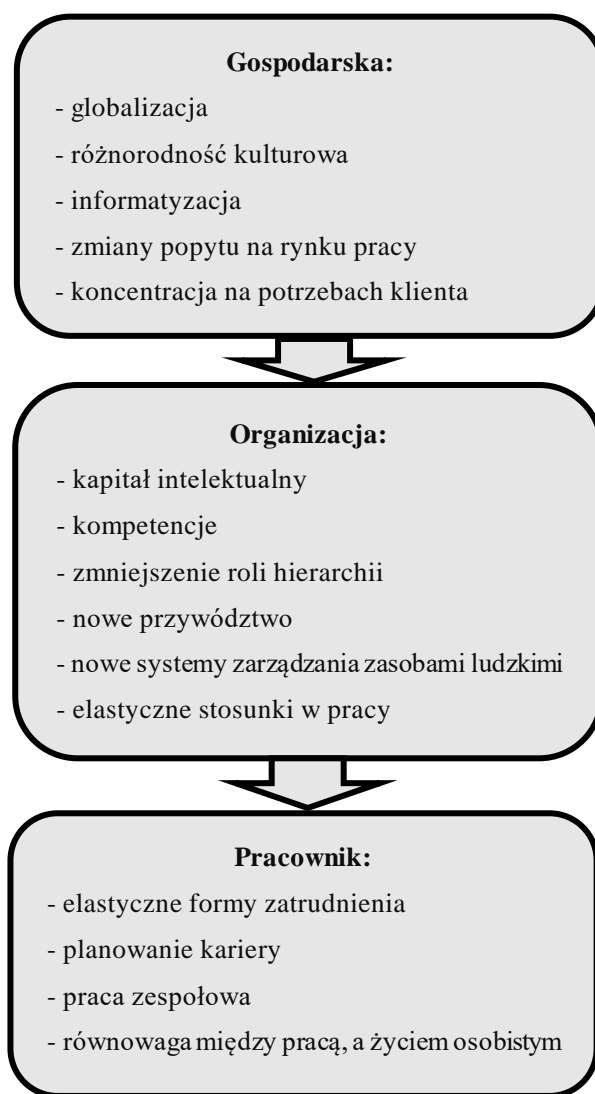 Gospodarska:
- globalizacja
- różnorodność kulturowa
- informatyzacja
- zmiany popytu na rynku pracy
- koncentracja na potrzebach klienta
Organizacja:
- kapitał intelektualny
- kompetencje
- zmniejszenie roli hierarchii
- nowe przywództwo
- nowe systemy zarządzania zasobami ludzkimi
- elastyczne stosunki w pracy
Pracownik:
- elastyczne formy zatrudnienia
- planowanie kariery
- praca zespołowa
- równowaga między pracą, a życiem osobistym